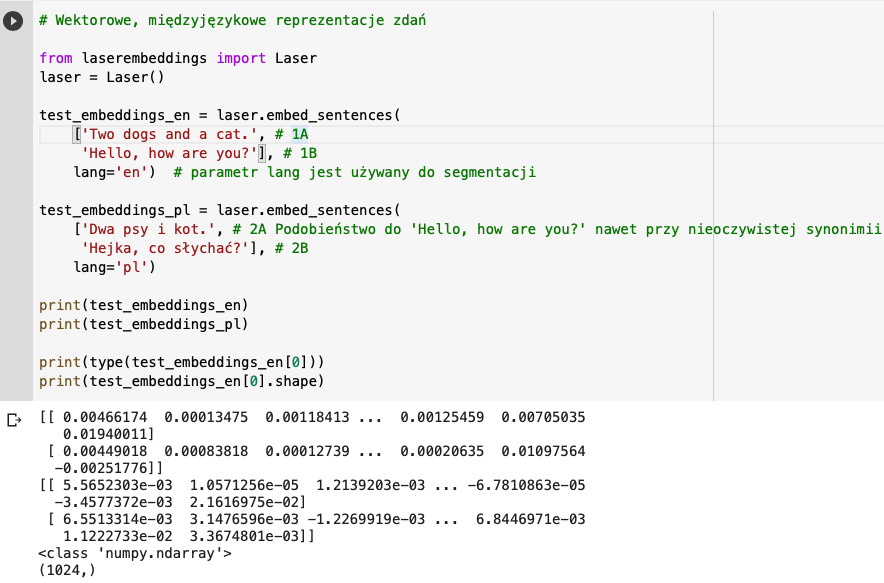 # Wektorowe, międzyjęzykowe reprezentacje zdań
from laserembeddings import Laser
laser = Laser()
test_embeddings_en = laser.embed_sentences(
['Two dogs and a cat.', # 1A
'Hello, how are you?'], # 1B
lang='en')  # parametr lang jest używany do segmentacji
test_embeddings_pl = laser.embed_sentences(
['Dwa psy i kot.', # 2A Podobieństwo do 'Hello, how are you?' nawet przy nieoczywistej synonimii
'Hejka, co słychać?'], # 2B
lang='pl')
print(test_embeddings_en)
print(test_embeddings_pl)
print(type(test_embeddings_en[0]))
print(test_embeddings_en[0].shape)
[[ 0.00466174  0.00013475  0.00118413 ...  0.00125459  0.00705035
0.01940011]
[ 0.00449018  0.00083818  0.00012739 ...  0.00020635  0.01097564
-0.00251776]]
[[ 5.5652303e-03  1.0571256e-05  1.2139203e-03 ... -6.7810863e-05
-3.4577372e-03  2.1616975e-02]
[ 6.5513314e-03  3.1476596e-03 -1.2269919e-03 ...  6.8446971e-03
1.1222733e-02  3.3674801e-03]]
<class 'numpy.ndarray'>
(1024,)